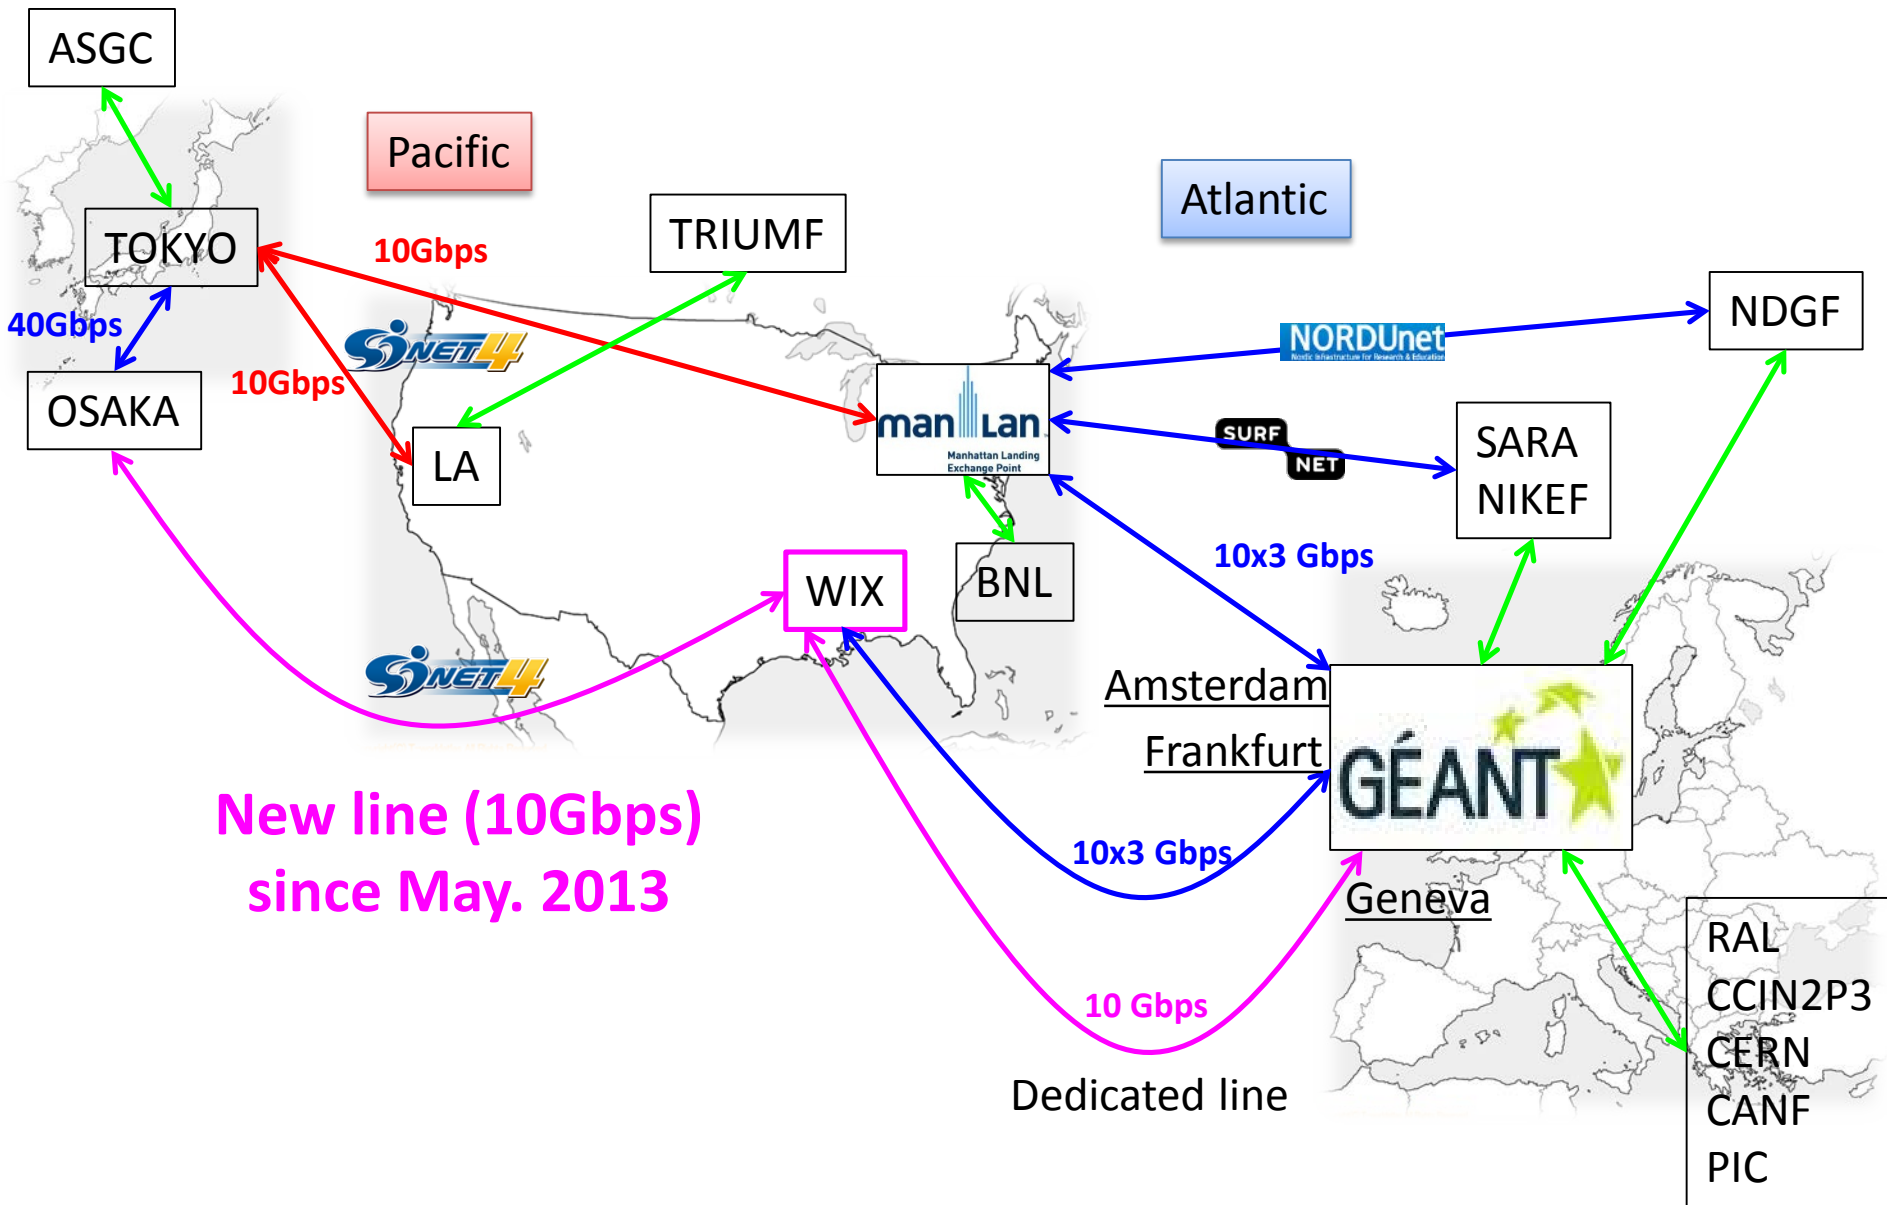 ASGC
Pacific
Atlantic
TRIUMF
TOKYO
10Gbps
NDGF
40Gbps
SINET4
NORDUnet
Nordic Infrastructure for Research & Education
10Gbps
OSAKA
man Lan
Manhattan Landing
Exchange Point
SURF
NET
SARA
NIKEF
LA
10x3 Gbps
WIX
BNL
SINET4
Amsterdam
Frankfurt
GÉANT
New line (10Gbps)
since May. 2013
10x3 Gbps
Geneva
10 Gbps
Dedicated line
RAL
CCIN2P3
CERN
CANF
PIC